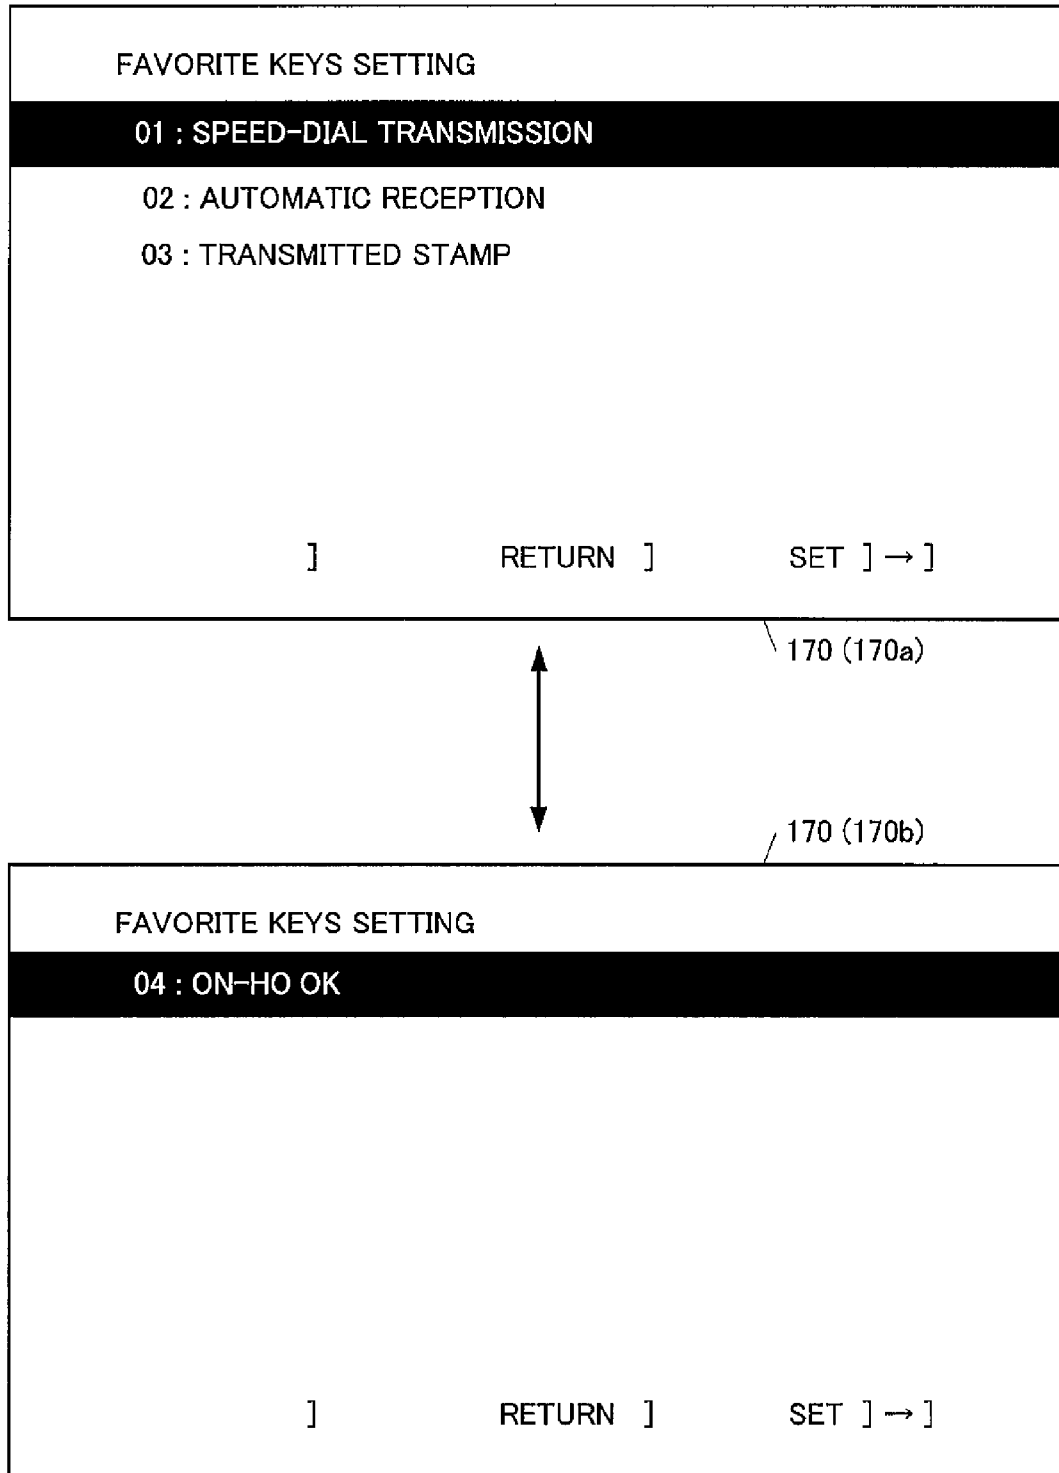 FAVORITE KEYS SETTING
01 : SPEED-DIAL TRANSMISSION
02 : AUTOMATIC RECEPTION
03 : TRANSMITTED STAMP
] RETURN ] SET ] → ]
170 (170a)
170 (170b)
FAVORITE KEYS SETTING
04 : ON-HO OK
] RETURN ] SET ] → ]